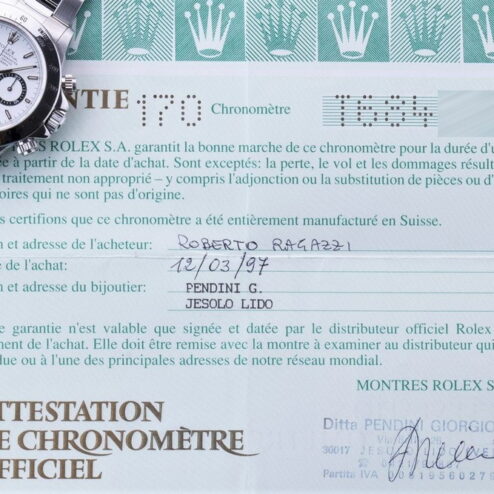 ROLEX
NTIE 170 Chronomètre T684
ES ROLEX S.A. garantit la bonne marche de ce chronomètre pour la durée d'u
e à partir de la date d'achat. Sont exceptés: la perte, le vol et les dommages résult
traitement non approprié – y compris l'adjonction ou la substitution de pièces ou d'
oires qui ne sont pas d'origine.
s certifions que ce chronomètre a été entièrement manufacturé en Suisse.
n et adresse de l'acheteur: ROBERTO RAGAZZI
e de l'achat: 12/03/97
n et adresse du bijoutier: PENDINI G.
JESOLO LIDO
e garantie n'est valable que signée et datée par le distributeur officiel Rolex
ment de l'achat. Elle doit être remise avec la montre à examiner au distributeur qui
due ou à l'une des principales adresses de notre réseau mondial.
MONTRES ROLEX S
TTESTATION
E CHRONOMÈTRE
FFICIEL
Ditta PENDINI GIORGIO
30017 JESOLO
Partita IVA